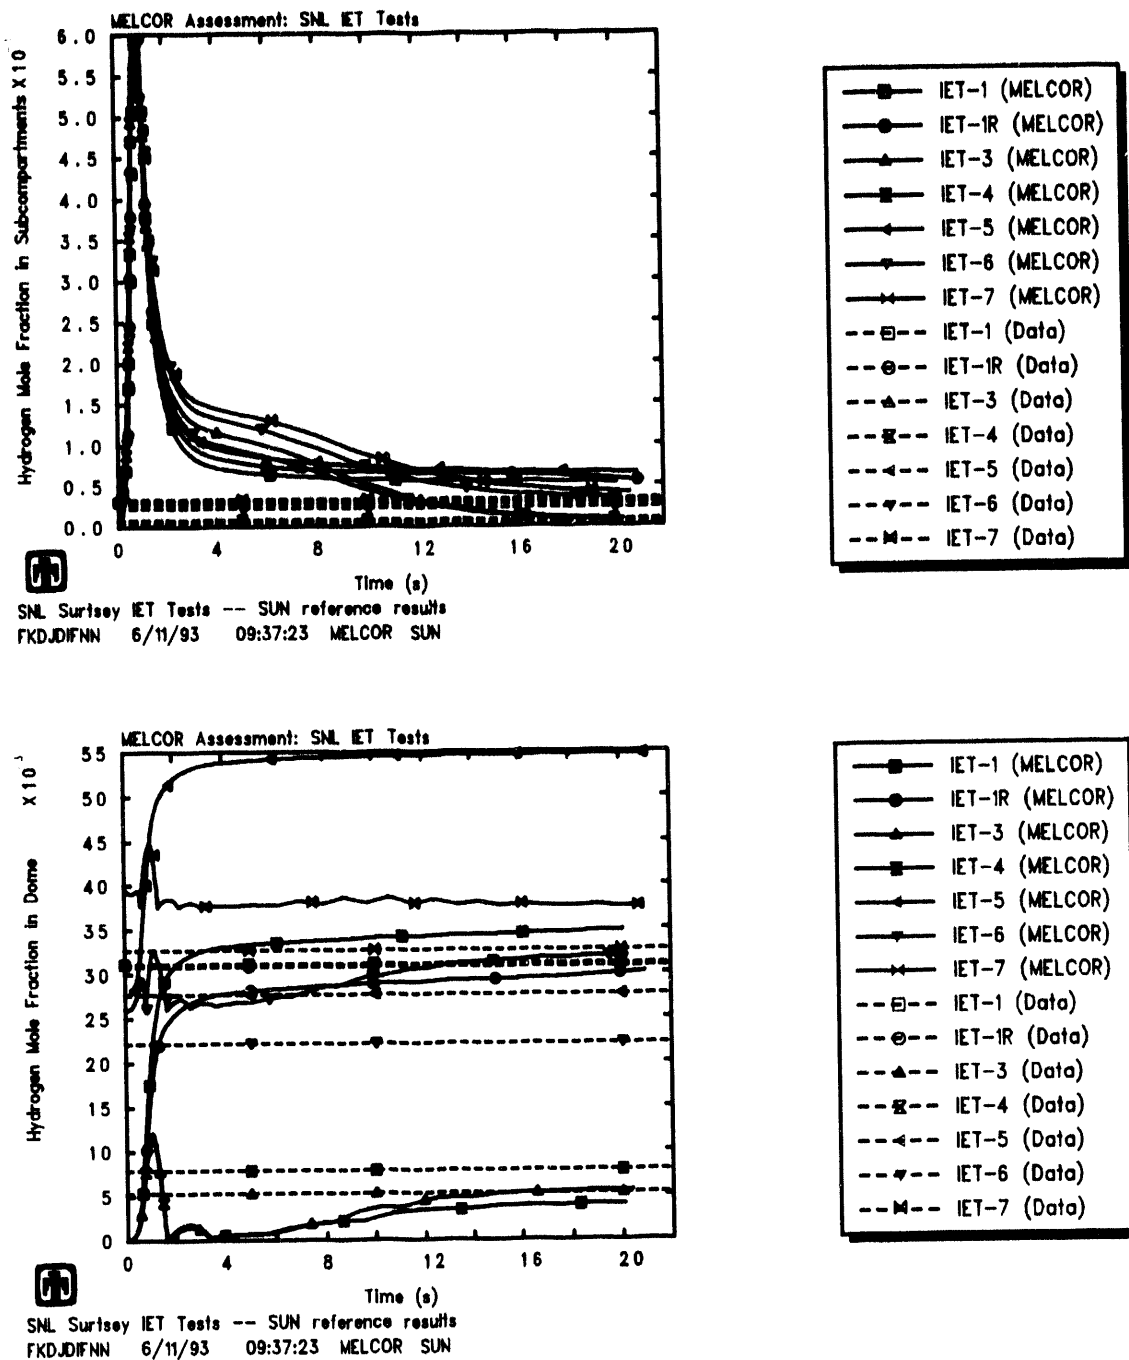 MELCOR Assessment: SNL IET Tests
Hydrogen Mole Fraction in Subcompartments X10
6.0
5.5
5.0
4.5
4.0
3.5
3.0
2.5
2.0
1.5
1.0
0.5
0.0
0 4 8 12 16 20
Time (s)
SNL Surtsey IET Tests -- SUN reference results
FKDJDIFNN 6/11/93 09:37:23 MELCOR SUN
IET-1 (MELCOR)
IET-1R (MELCOR)
IET-3 (MELCOR)
IET-4 (MELCOR)
IET-5 (MELCOR)
IET-6 (MELCOR)
IET-7 (MELCOR)
IET-1 (Data)
IET-1R (Data)
IET-3 (Data)
IET-4 (Data)
IET-5 (Data)
IET-6 (Data)
IET-7 (Data)
MELCOR Assessment: SNL IET Tests
Hydrogen Mole Fraction in Dome X10
55
50
45
40
35
30
25
20
15
10
5
0
0 4 8 12 16 20
Time (s)
SNL Surtsey IET Tests -- SUN reference results
FKDJDIFNN 6/11/93 09:37:23 MELCOR SUN
IET-1 (MELCOR)
IET-1R (MELCOR)
IET-3 (MELCOR)
IET-4 (MELCOR)
IET-5 (MELCOR)
IET-6 (MELCOR)
IET-7 (MELCOR)
IET-1 (Data)
IET-1R (Data)
IET-3 (Data)
IET-4 (Data)
IET-5 (Data)
IET-6 (Data)
IET-7 (Data)